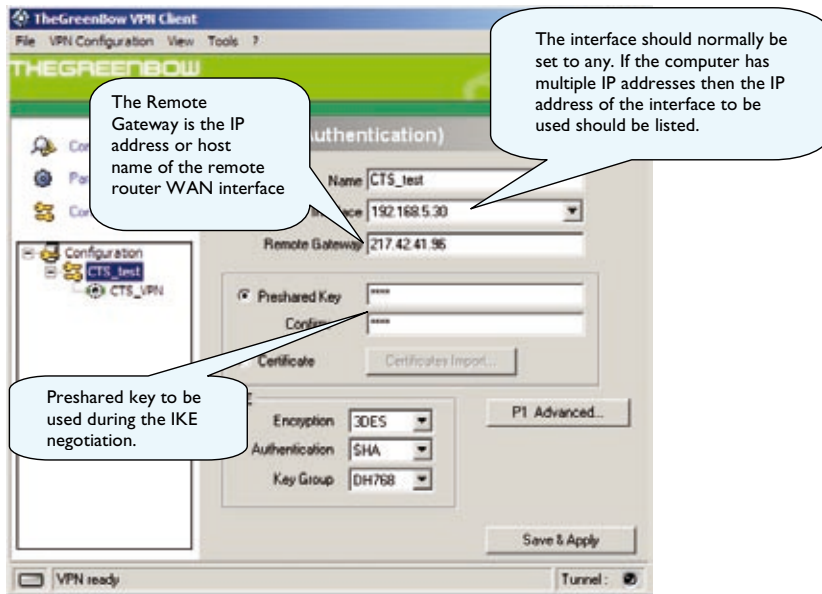 TheGreenBow VPN Client
File VPN Configuration View Tools ?
THEGREENBOW
The interface should normally be
set to any. If the computer has
multiple IP addresses then the IP
address of the interface to be
used should be listed.
The Remote
Gateway is the IP
address or host
name of the remote
router WAN interface
uthentication)
Name CTS_test
192.168.5.30
Remote Gateway 217.42.41.96
Configuration
CTS_test
CTS_VPN
Preshared Key ****
****
Certificate Certificates Import...
Preshared key to be
used during the IKE
negotiation.
Encryption 3DES
Authentication SHA
Key Group DH768
P1 Advanced...
Save & Apply
VPN ready Tunnel: